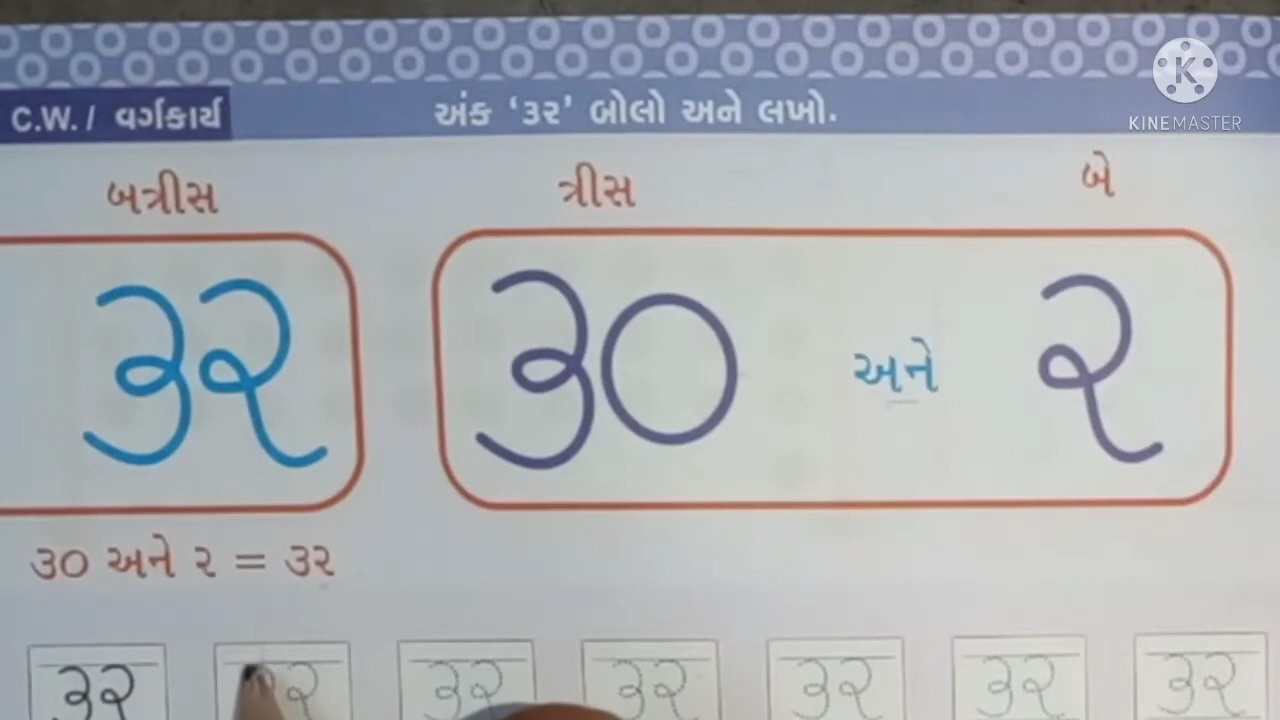 C.W. / વર્ગકાર્ય અંક ‘૩૨’ બોલો અને લખો.
KINEMASTER
બત્રીસ ત્રીસ બે
૩૨ ૩૦ અને ૨
૩૦ અને ૨ = ૩૨
૩૨ ૨ ૩૨ ૩૨ ૩૨ ૩૨ ૩૨